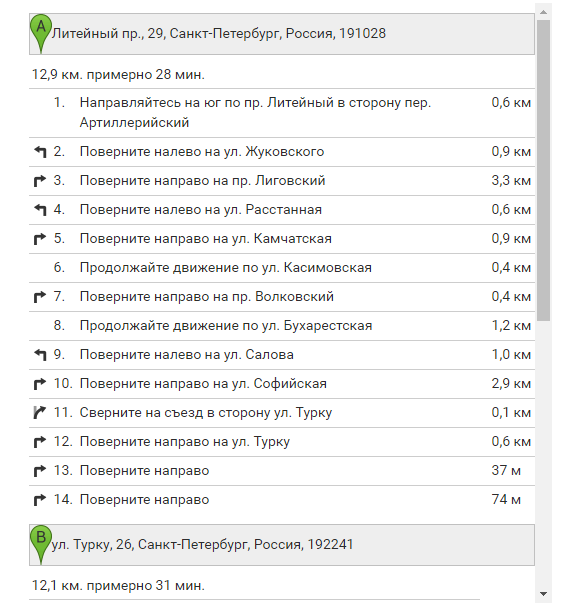 A
Литейный пр., 29, Санкт-Петербург, Россия, 191028
12,9 км. примерно 28 мин.
1. Направляйтесь на юг по пр. Литейный в сторону пер. 0,6 км
Артиллерийский
2. Поверните налево на ул. Жуковского 0,9 км
3. Поверните направо на пр. Лиговский 3,3 км
4. Поверните налево на ул. Расстанная 0,6 км
5. Поверните направо на ул. Камчатская 0,9 км
6. Продолжайте движение по ул. Касимовская 0,4 км
7. Поверните направо на пр. Волковский 0,4 км
8. Продолжайте движение по ул. Бухарестская 1,2 км
9. Поверните налево на ул. Салова 1,0 км
10. Поверните направо на ул. Софийская 2,9 км
11. Сверните на съезд в сторону ул. Турку 0,1 км
12. Поверните направо на ул. Турку 0,6 км
13. Поверните направо 37 м
14. Поверните направо 74 м
B
ул. Турку, 26, Санкт-Петербург, Россия, 192241
12,1 км. примерно 31 мин.